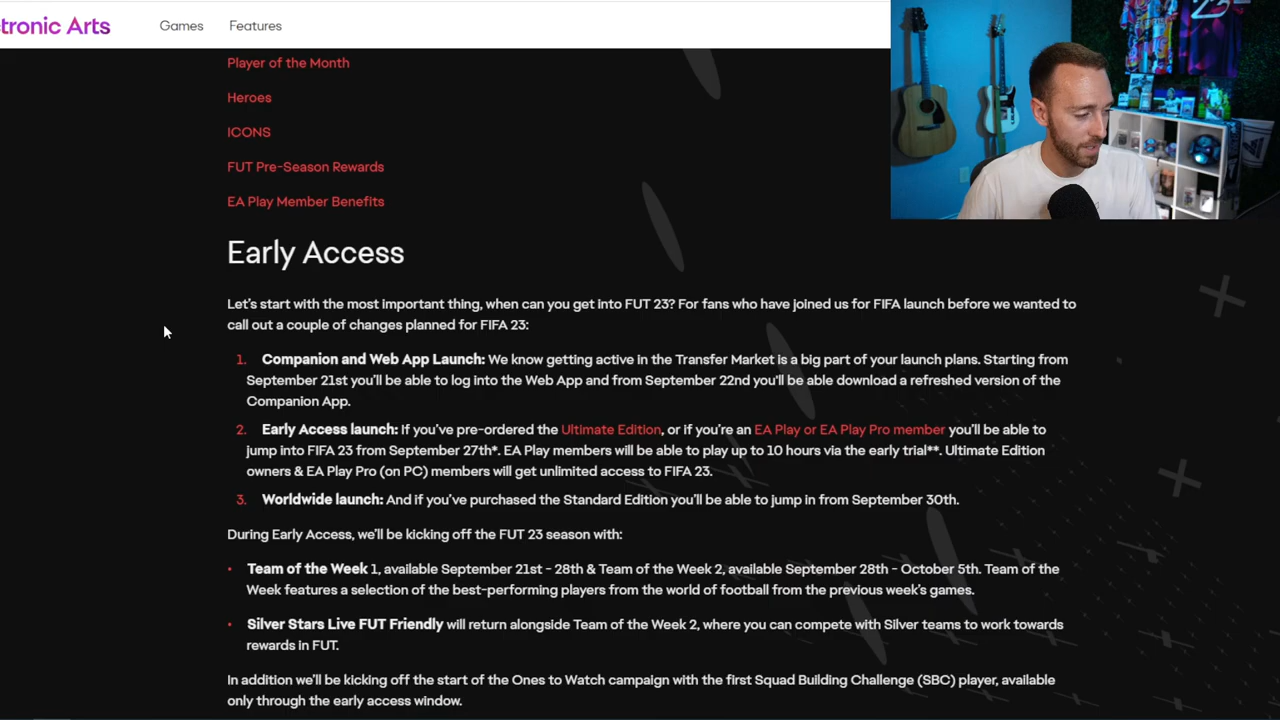 tronic Arts Games Features
Player of the Month
Heroes
ICONS
FUT Pre-Season Rewards
EA Play Member Benefits
Early Access
Let's start with the most important thing, when can you get into FUT 23? For fans who have joined us for FIFA launch before we wanted to
call out a couple of changes planned for FIFA 23:
1. Companion and Web App Launch: We know getting active in the Transfer Market is a big part of your launch plans. Starting from
September 21st you'll be able to log into the Web App and from September 22nd you'll be able download a refreshed version of the
Companion App.
2. Early Access launch: If you've pre-ordered the Ultimate Edition, or if you're an EA Play or EA Play Pro member you'll be able to
jump into FIFA 23 from September 27th*. EA Play members will be able to play up to 10 hours via the early trial**. Ultimate Edition
owners & EA Play Pro (on PC) members will get unlimited access to FIFA 23.
3. Worldwide launch: And if you've purchased the Standard Edition you'll be able to jump in from September 30th.
During Early Access, we'll be kicking off the FUT 23 season with:
• Team of the Week 1, available September 21st - 28th & Team of the Week 2, available September 28th - October 5th. Team of the
Week features a selection of the best-performing players from the world of football from the previous week's games.
• Silver Stars Live FUT Friendly will return alongside Team of the Week 2, where you can compete with Silver teams to work towards
rewards in FUT.
In addition we'll be kicking off the start of the Ones to Watch campaign with the first Squad Building Challenge (SBC) player, available
only through the early access window.